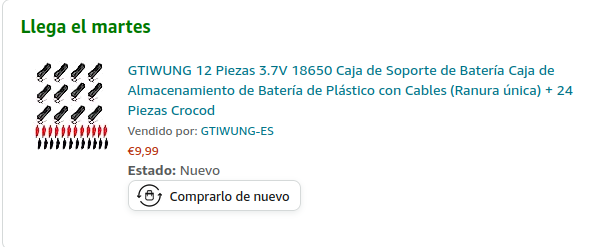 Llega el martes
GTIWUNG 12 Piezas 3.7V 18650 Caja de Soporte de Batería Caja de
Almacenamiento de Batería de Plástico con Cables (Ranura única) + 24
Piezas Crocod
Vendido por: GTIWUNG-ES
€9,99
Estado: Nuevo
Comprarlo de nuevo